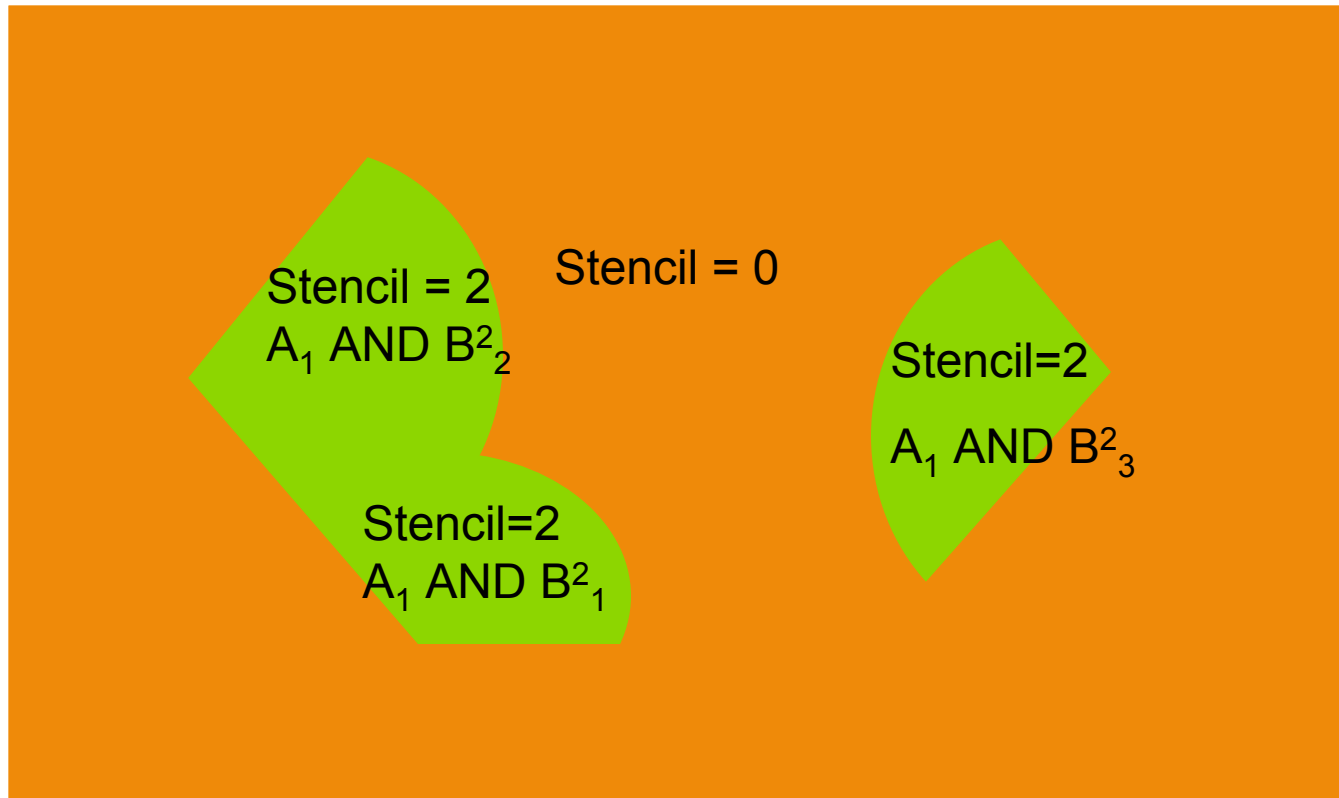 Stencil = 2
A₁ AND B²₂
Stencil = 0
Stencil=2
A₁ AND B²₃
Stencil=2
A₁ AND B²₁